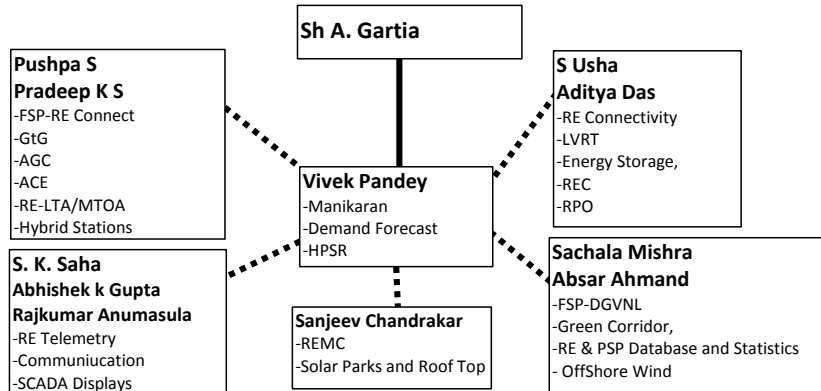 Sh A. Gartia
Pushpa S
Pradeep K S
-FSP-RE Connect
-GtG
-AGC
-ACE
-RE-LTA/MTOA
-Hybrid Stations
S Usha
Aditya Das
-RE Connectivity
-LVRT
-Energy Storage,
-REC
-RPO
Vivek Pandey
-Manikaran
-Demand Forecast
-HPSR
S. K. Saha
Abhishek k Gupta
Rajkumar Anumasula
-RE Telemetry
-Communiucation
-SCADA Displays
Sanjeev Chandrakar
-REMC
-Solar Parks and Roof Top
Sachala Mishra
Absar Ahmand
-FSP-DGVNL
-Green Corridor,
-RE & PSP Database and Statistics
- OffShore Wind